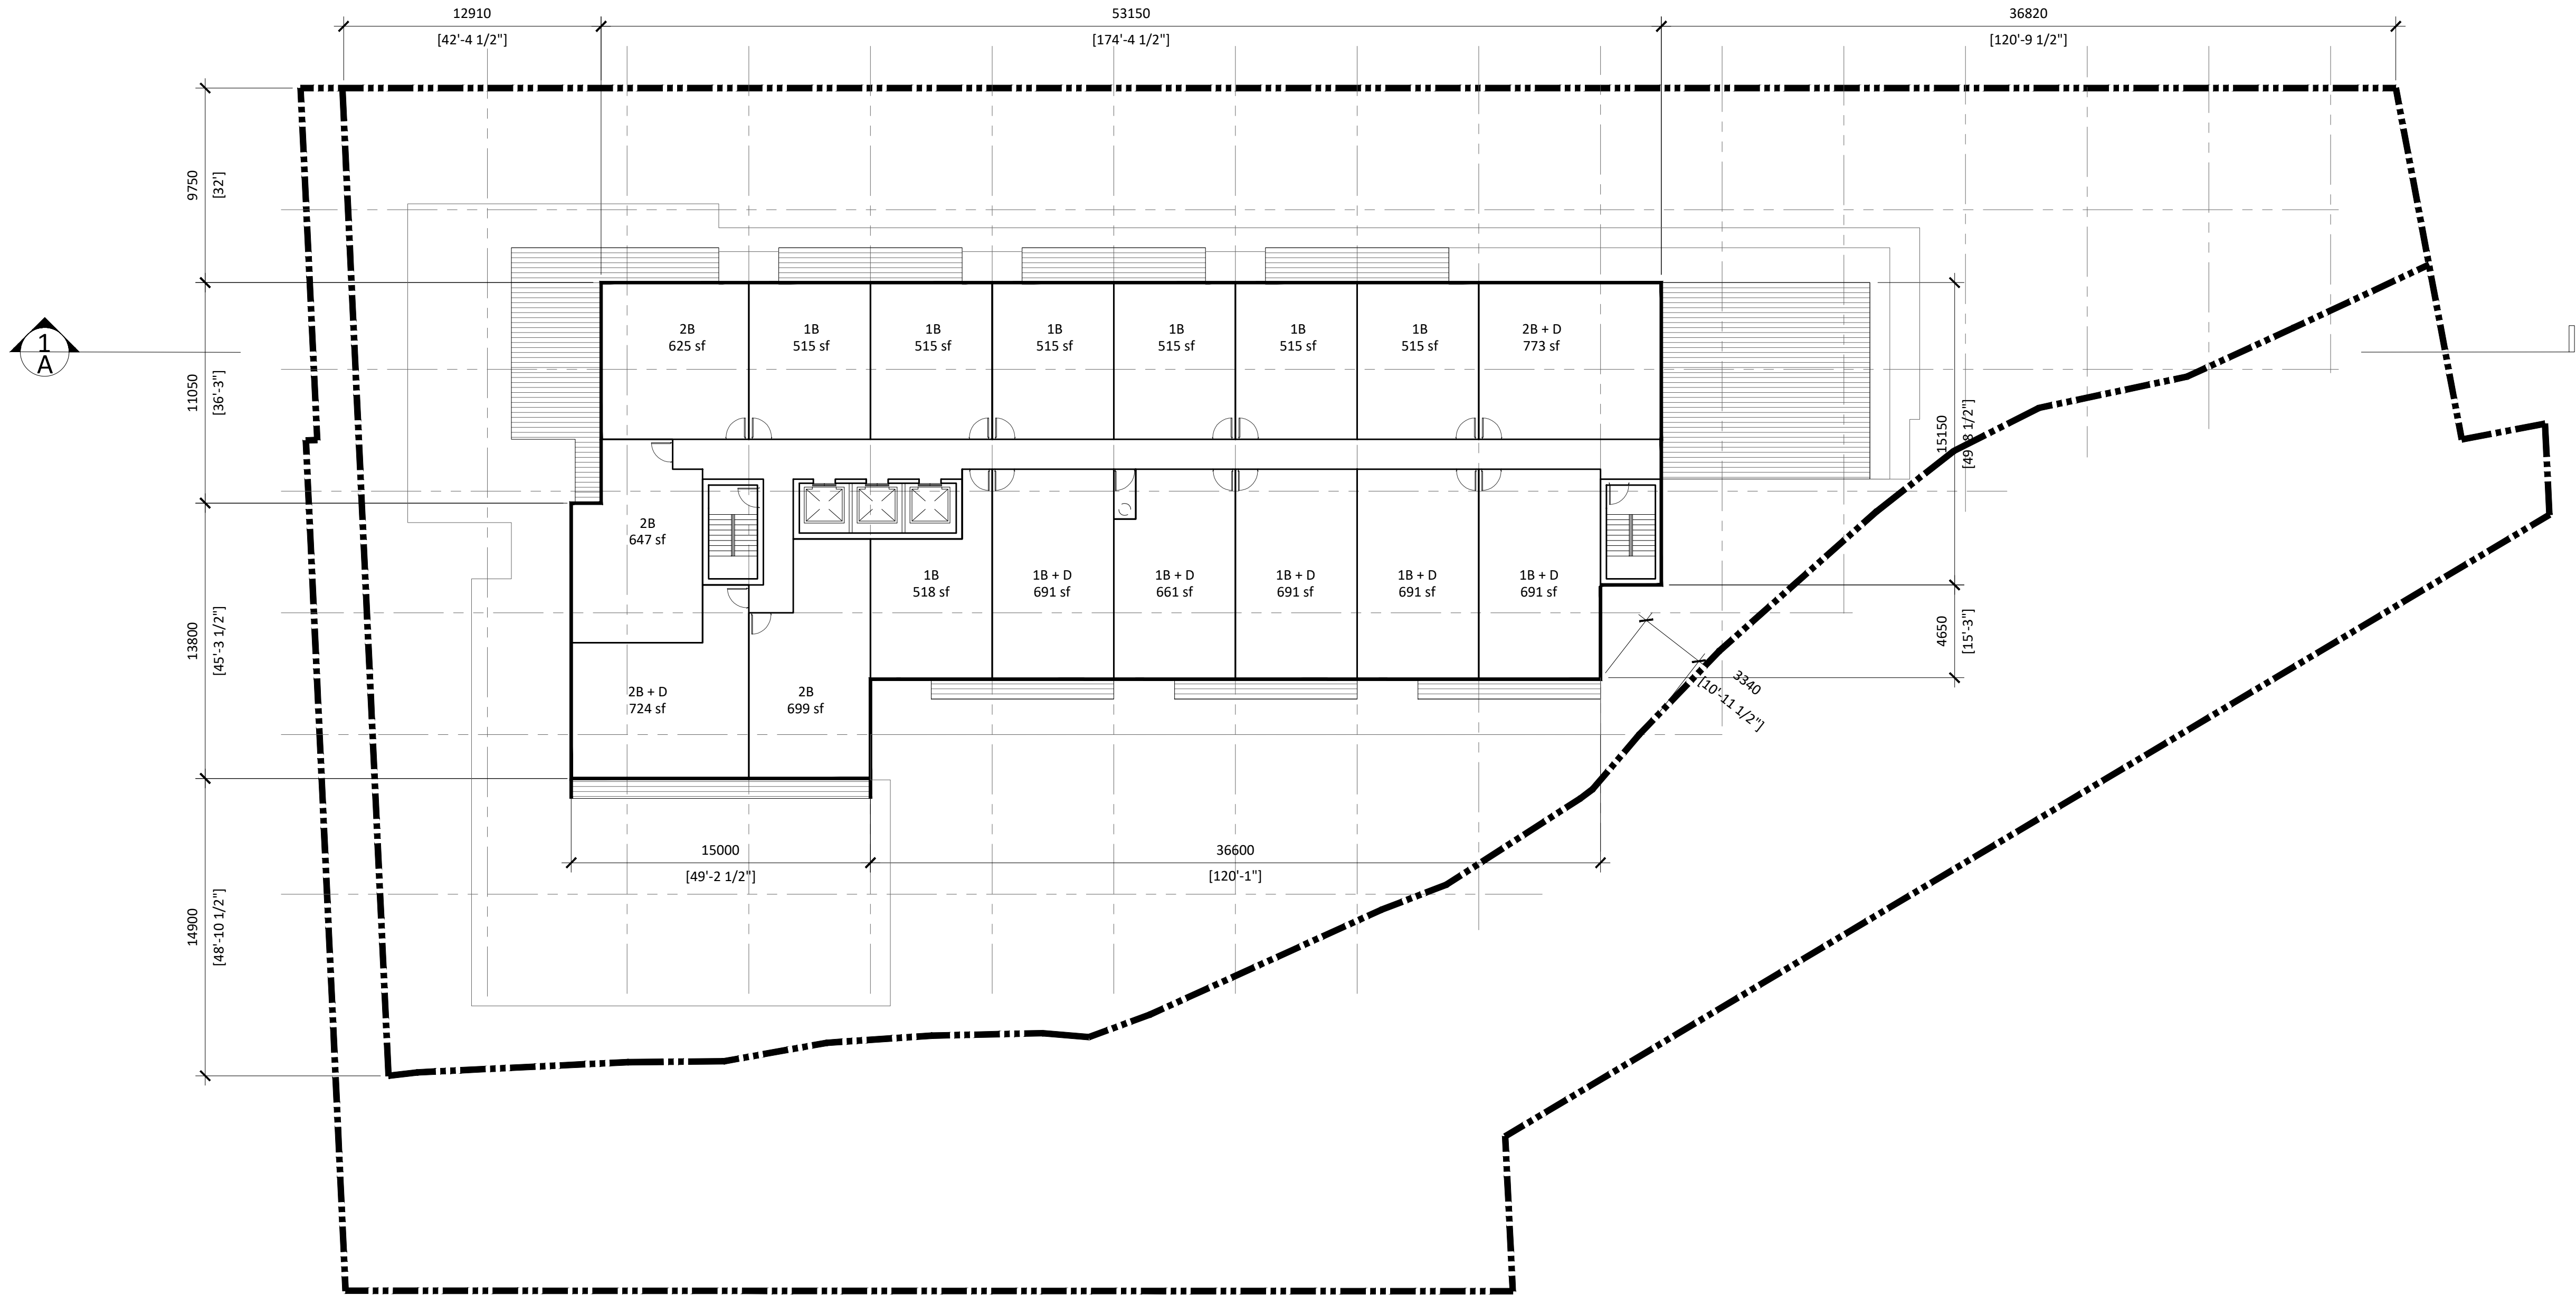 12910
[42'-4 1/2"]
53150
[174'-4 1/2"]
36820
[120'-9 1/2"]
9750
[32']
11050
[36'-3"]
13800
[45'-3 1/2"]
14900
[48'-10 1/2"]
1
A
2B
625 sf
1B
515 sf
1B
515 sf
1B
515 sf
1B
515 sf
1B
515 sf
1B
515 sf
2B + D
773 sf
15150
[49'-8 1/2"]
2B
647 sf
1B
518 sf
1B + D
691 sf
1B + D
661 sf
1B + D
691 sf
1B + D
691 sf
1B + D
691 sf
4650
[15'-3"]
3340
[10'-11 1/2"]
2B + D
724 sf
2B
699 sf
15000
[49'-2 1/2"]
36600
[120'-1"]